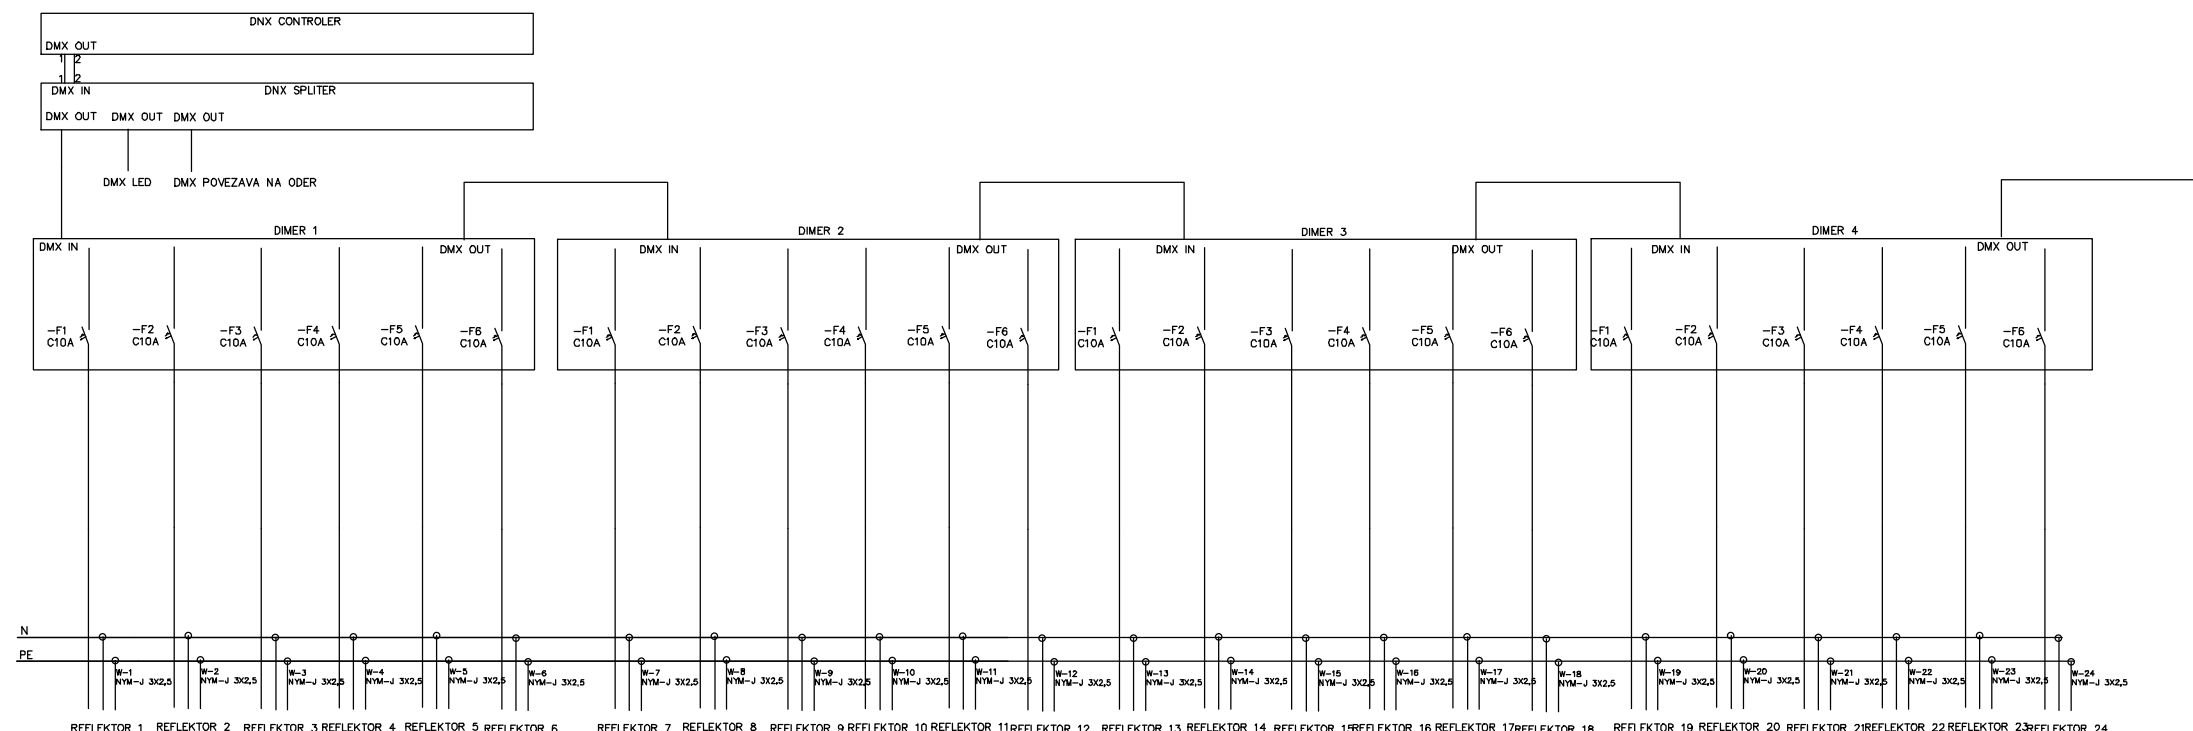 DNX CONTROLER
DMX OUT
1 2
1 2
DMX IN DNX SPLITER
DMX OUT DMX OUT DMX OUT
DMX LED DMX POVEZAVA NA ODER
DIMER 1 DIMER 2 DIMER 3 DIMER 4
DMX IN DMX OUT DMX IN DMX OUT DMX IN DMX OUT DMX IN DMX OUT
-F1 -F2 -F3 -F4 -F5 -F6 -F1 -F2 -F3 -F4 -F5 -F6 -F1 -F2 -F3 -F4 -F5 -F6 -F1 -F2 -F3 -F4 -F5 -F6
C10A C10A C10A C10A C10A C10A C10A C10A C10A C10A C10A C10A C10A C10A C10A C10A C10A C10A C10A C10A C10A C10A C10A C10A
N
PE
W-1 W-2 W-3 W-4 W-5 W-6 W-7 W-8 W-9 W-10 W-11 W-12 W-13 W-14 W-15 W-16 W-17 W-18 W-19 W-20 W-21 W-22 W-23 W-24
NYM-J 3X2,5 NYM-J 3X2,5 NYM-J 3X2,5 NYM-J 3X2,5 NYM-J 3X2,5 NYM-J 3X2,5 NYM-J 3X2,5 NYM-J 3X2,5 NYM-J 3X2,5 NYM-J 3X2,5 NYM-J 3X2,5 NYM-J 3X2,5 NYM-J 3X2,5 NYM-J 3X2,5 NYM-J 3X2,5 NYM-J 3X2,5 NYM-J 3X2,5 NYM-J 3X2,5 NYM-J 3X2,5 NYM-J 3X2,5 NYM-J 3X2,5 NYM-J 3X2,5 NYM-J 3X2,5 NYM-J 3X2,5
REFLEKTOR 1 REFLEKTOR 2 REFLEKTOR 3 REFLEKTOR 4 REFLEKTOR 5 REFLEKTOR 6 REFLEKTOR 7 REFLEKTOR 8 REFLEKTOR 9 REFLEKTOR 10 REFLEKTOR 11 REFLEKTOR 12 REFLEKTOR 13 REFLEKTOR 14 REFLEKTOR 15 REFLEKTOR 16 REFLEKTOR 17 REFLEKTOR 18 REFLEKTOR 19 REFLEKTOR 20 REFLEKTOR 21 REFLEKTOR 22 REFLEKTOR 23 REFLEKTOR 24